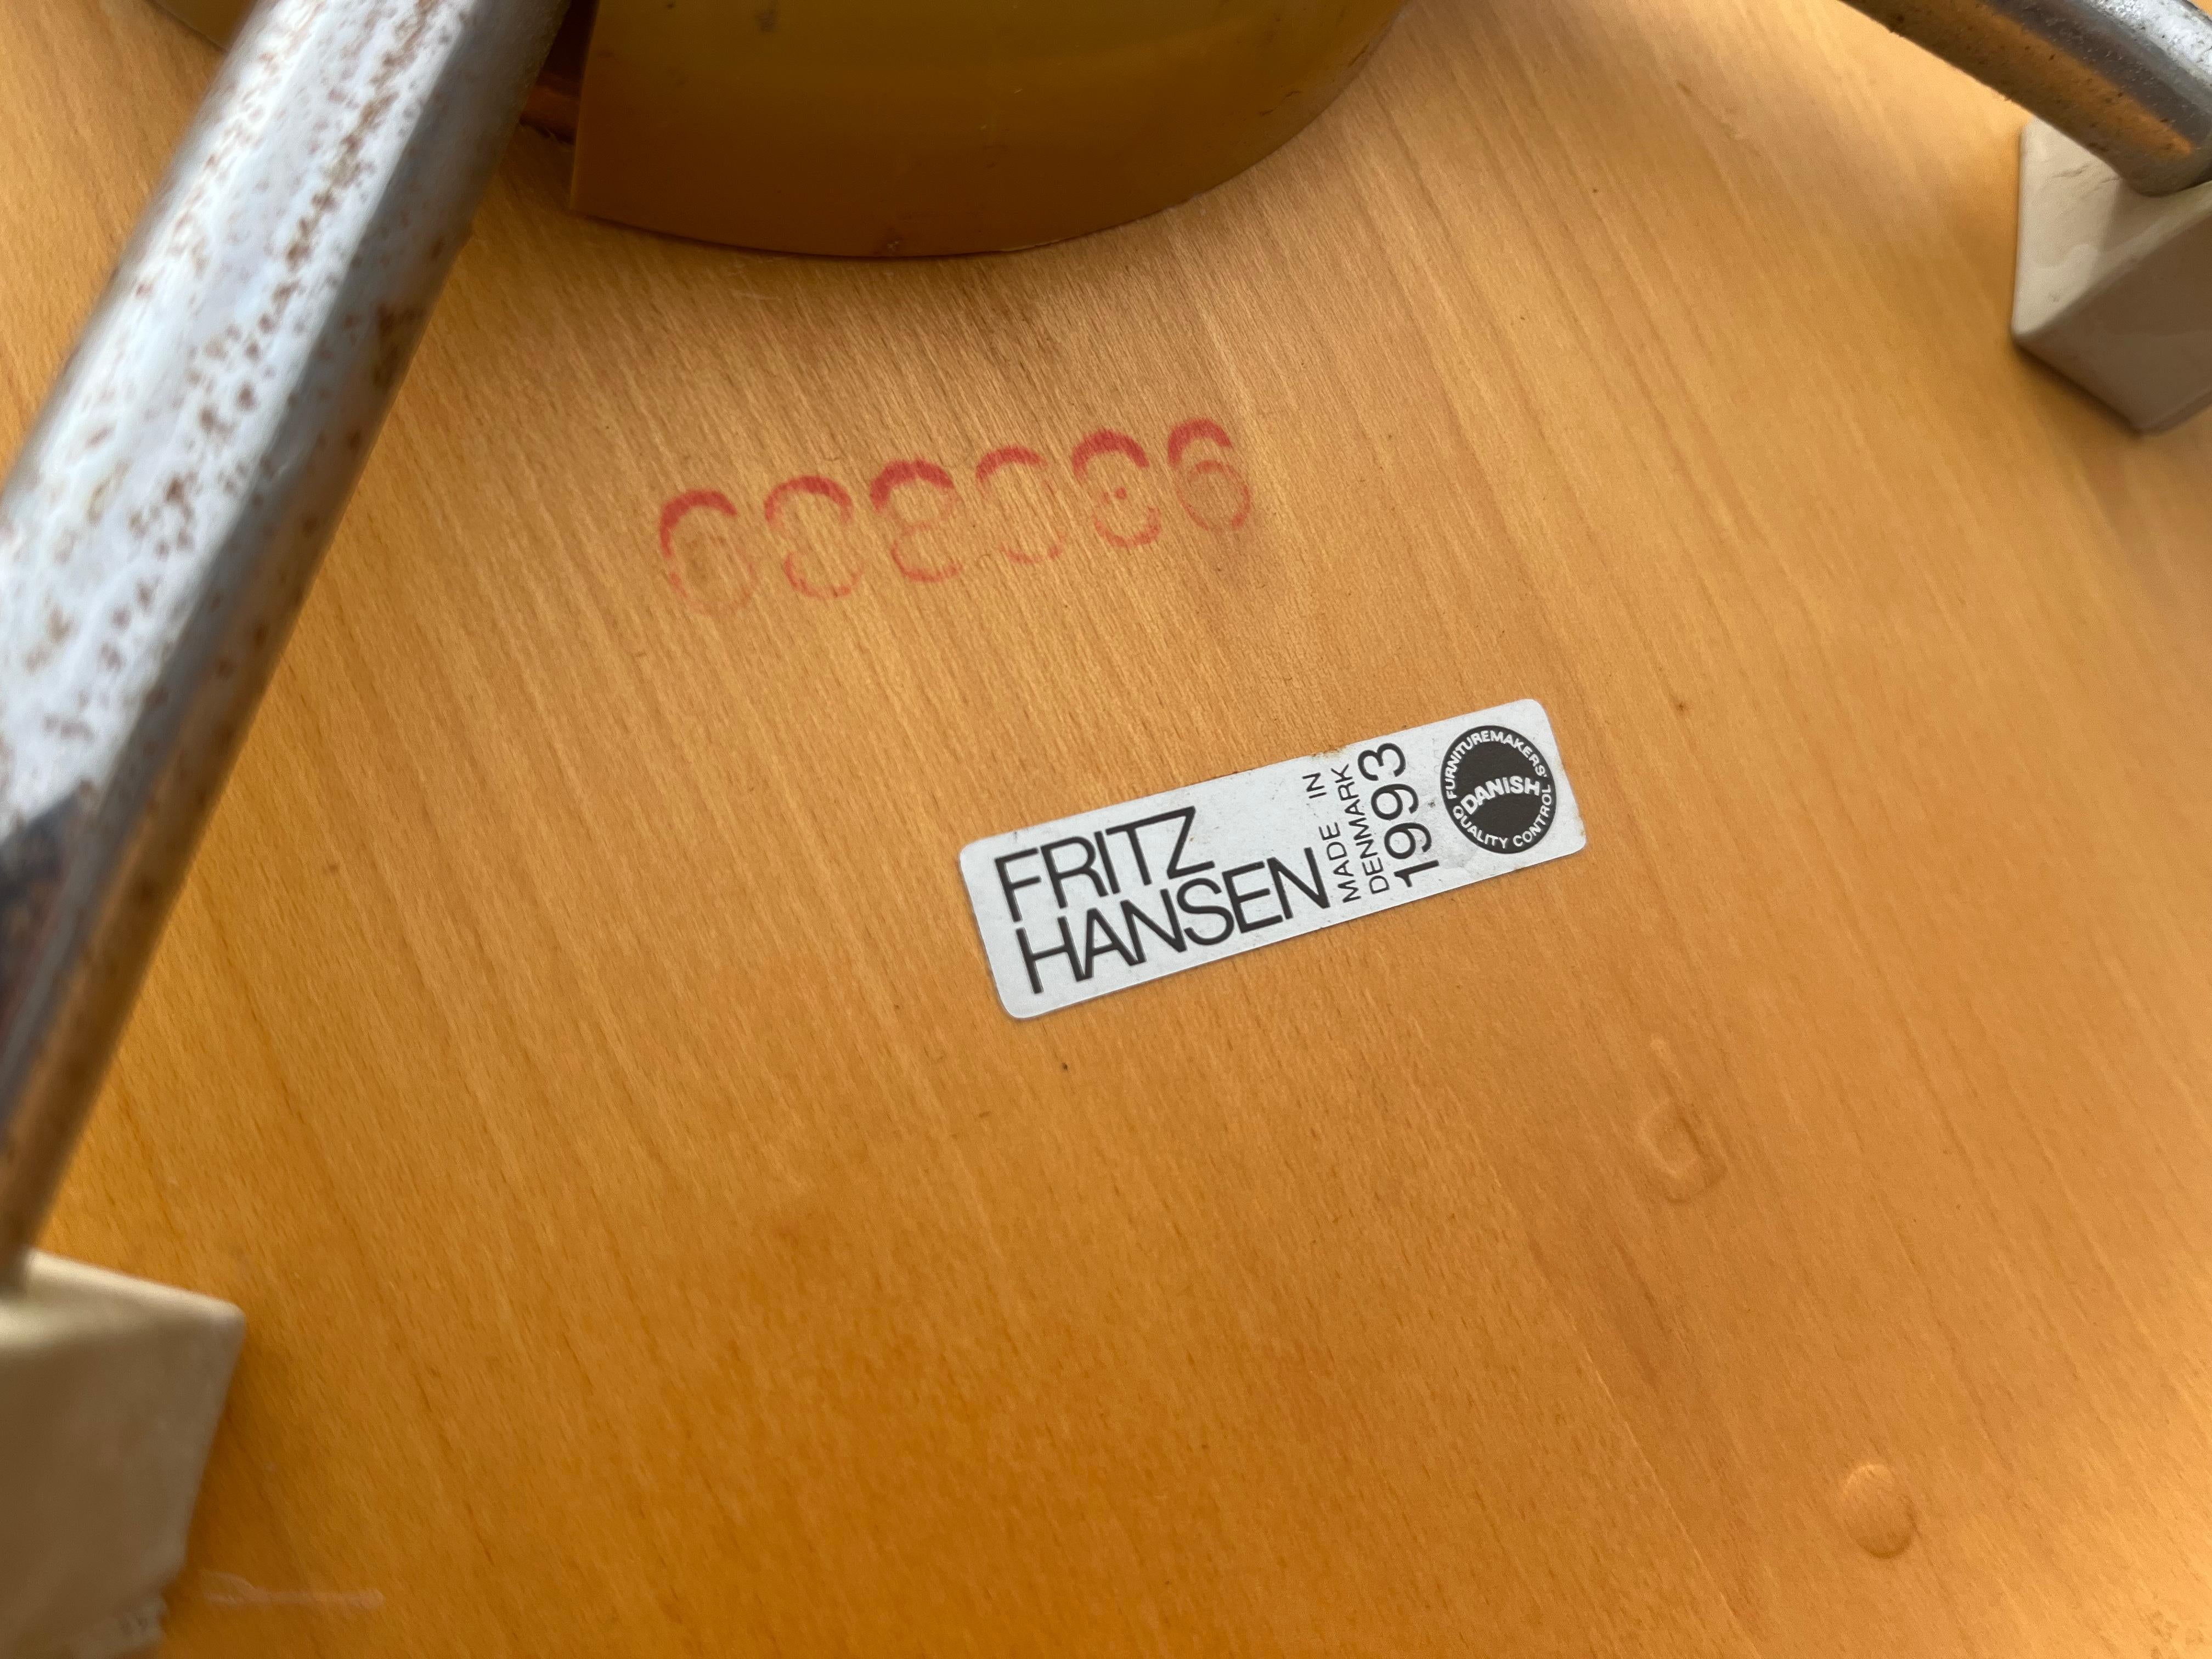 FRITZ
HANSEN
MADE IN
DENMARK
1993
FURNITUREMAKERS'
DANISH
QUALITY CONTROL